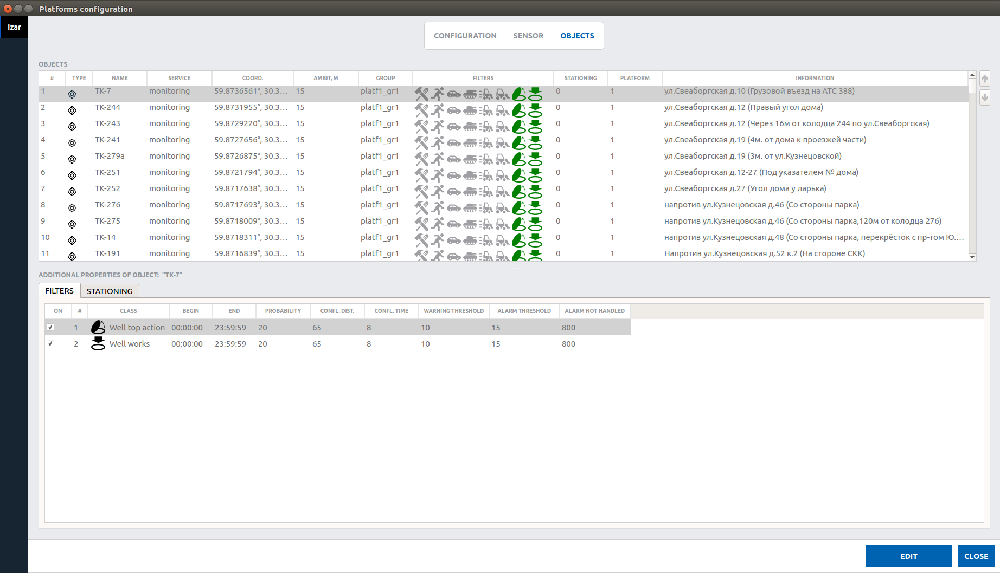 Platforms configuration
Izar
CONFIGURATION SENSOR OBJECTS
OBJECTS
# TYPE NAME SERVICE COORD. AMBIT, M GROUP FILTERS STATIONING PLATFORM INFORMATION
1 TK-7 monitoring 59.8736561°, 30.3... 15 platf1_gr1 0 1 ул.Свеаборгская д.10 (Грузовой въезд на АТС 388)
2 TK-244 monitoring 59.8731955°, 30.3... 15 platf1_gr1 0 1 ул.Свеаборгская д.12 (Правый угол дома)
3 TK-243 monitoring 59.8729220°, 30.3... 15 platf1_gr1 0 1 ул.Свеаборгская д.12 (Через 16м от колодца 244 по ул.Свеаборгская)
4 TK-241 monitoring 59.8727656°, 30.3... 15 platf1_gr1 0 1 ул.Свеаборгская д.19 (4м. от дома к проезжей части)
5 TK-279a monitoring 59.8726875°, 30.3... 15 platf1_gr1 0 1 ул.Свеаборгская д.19 (3м. от ул.Кузнецовской)
6 TK-251 monitoring 59.8721794°, 30.3... 15 platf1_gr1 0 1 ул.Свеаборгская д.12-27 (Под указателем № дома)
7 TK-252 monitoring 59.8717638°, 30.3... 15 platf1_gr1 0 1 ул.Свеаборгская д.27 (Угол дома у ларька)
8 TK-276 monitoring 59.8717693°, 30.3... 15 platf1_gr1 0 1 напротив ул.Кузнецовская д.46 (Со стороны парка)
9 TK-275 monitoring 59.8718009°, 30.3... 15 platf1_gr1 0 1 напротив ул.Кузнецовская д.46 (Со стороны парка,120м от колодца 276)
10 TK-14 monitoring 59.8718311°, 30.3... 15 platf1_gr1 0 1 напротив ул.Кузнецовская д.48 (Со стороны парка, перекрёсток с пр-том Ю....
11 TK-191 monitoring 59.8716839°, 30.3... 15 platf1_gr1 0 1 Напротив ул.Кузнецовская д.52 к.2 (На стороне СКК)
ADDITIONAL PROPERTIES OF OBJECT: "TK-7"
FILTERS STATIONING
ON # CLASS BEGIN END PROBABILITY CONFL. DIST. CONFL. TIME WARNING THRESHOLD ALARM THRESHOLD ALARM NOT HANDLED
1 Well top action 00:00:00 23:59:59 20 65 8 10 15 800
2 Well works 00:00:00 23:59:59 20 65 8 10 15 800
EDIT CLOSE